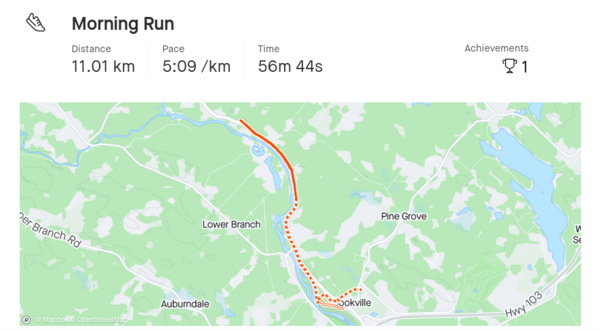 Morning Run
Distance Pace Time Achievements
11.01 km 5:09 /km 56m 44s 1
Lower Branch
Pine Grove
Branch Rd
Auburndale
ookville
Hwy 103
© Mapbox © OpenStreetMap